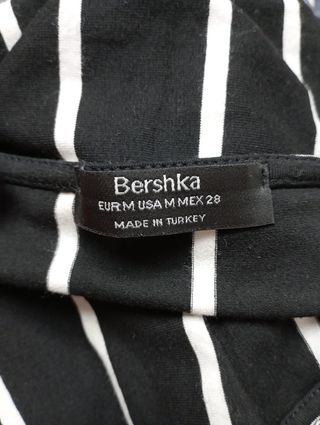 Bershka
EUR:M USA M MEX 28
MADE IN TURKEY